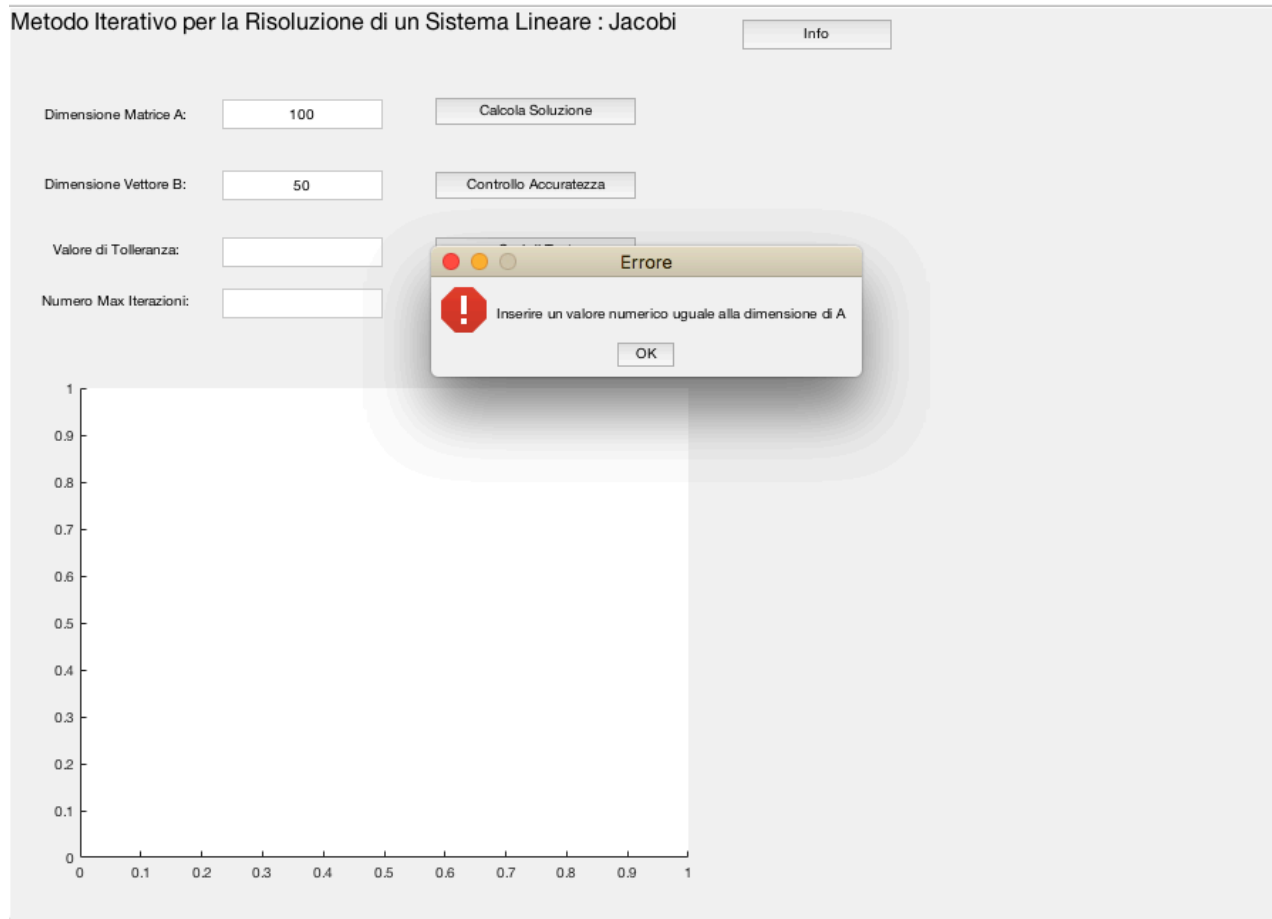 Metodo Iterativo per la Risoluzione di un Sistema Lineare : Jacobi
Info
Dimensione Matrice A:
100
Calcola Soluzione
Dimensione Vettore B:
50
Controllo Accuratezza
Valore di Tolleranza:
Errore
Numero Max Iterazioni:
Inserire un valore numerico uguale alla dimensione di A
OK
1
0.9
0.8
0.7
0.6
0.5
0.4
0.3
0.2
0.1
0
0 0.1 0.2 0.3 0.4 0.5 0.6 0.7 0.8 0.9 1